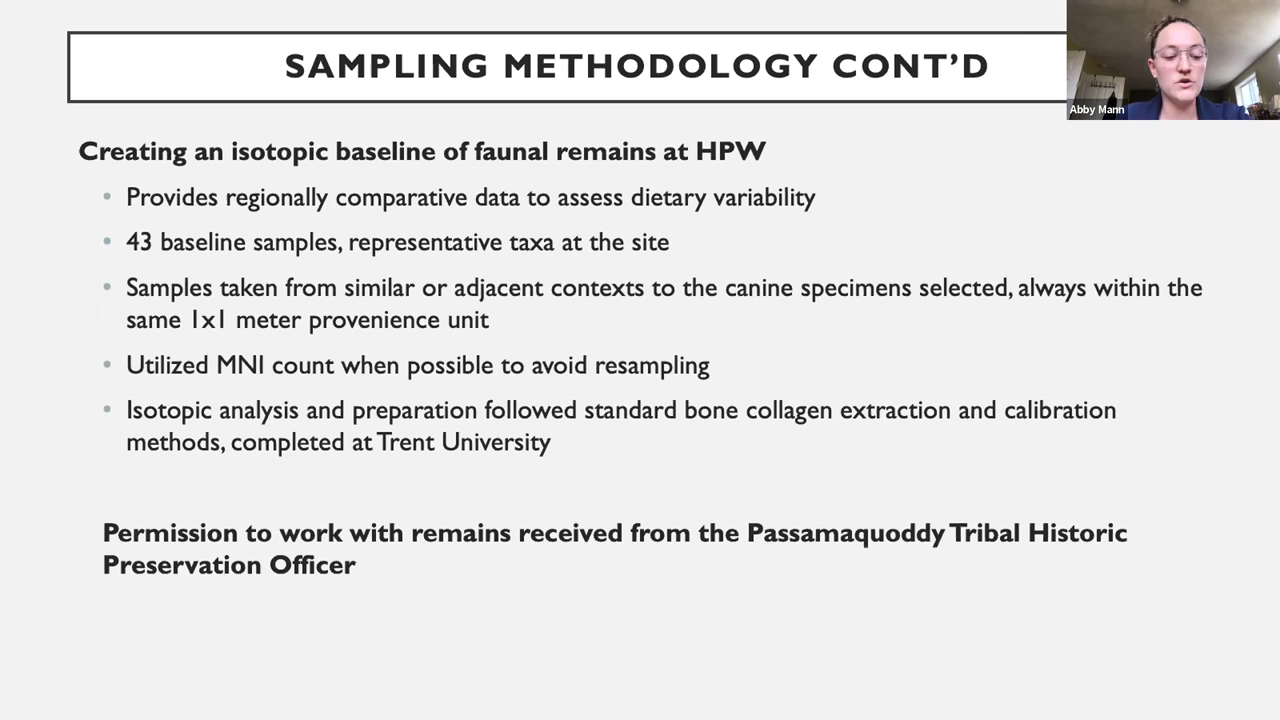 SAMPLING METHODOLOGY CONT’D
Abby Mann
Creating an isotopic baseline of faunal remains at HPW
• Provides regionally comparative data to assess dietary variability
• 43 baseline samples, representative taxa at the site
• Samples taken from similar or adjacent contexts to the canine specimens selected, always within the
same 1x1 meter provenience unit
• Utilized MNI count when possible to avoid resampling
• Isotopic analysis and preparation followed standard bone collagen extraction and calibration
methods, completed at Trent University
Permission to work with remains received from the Passamaquoddy Tribal Historic
Preservation Officer